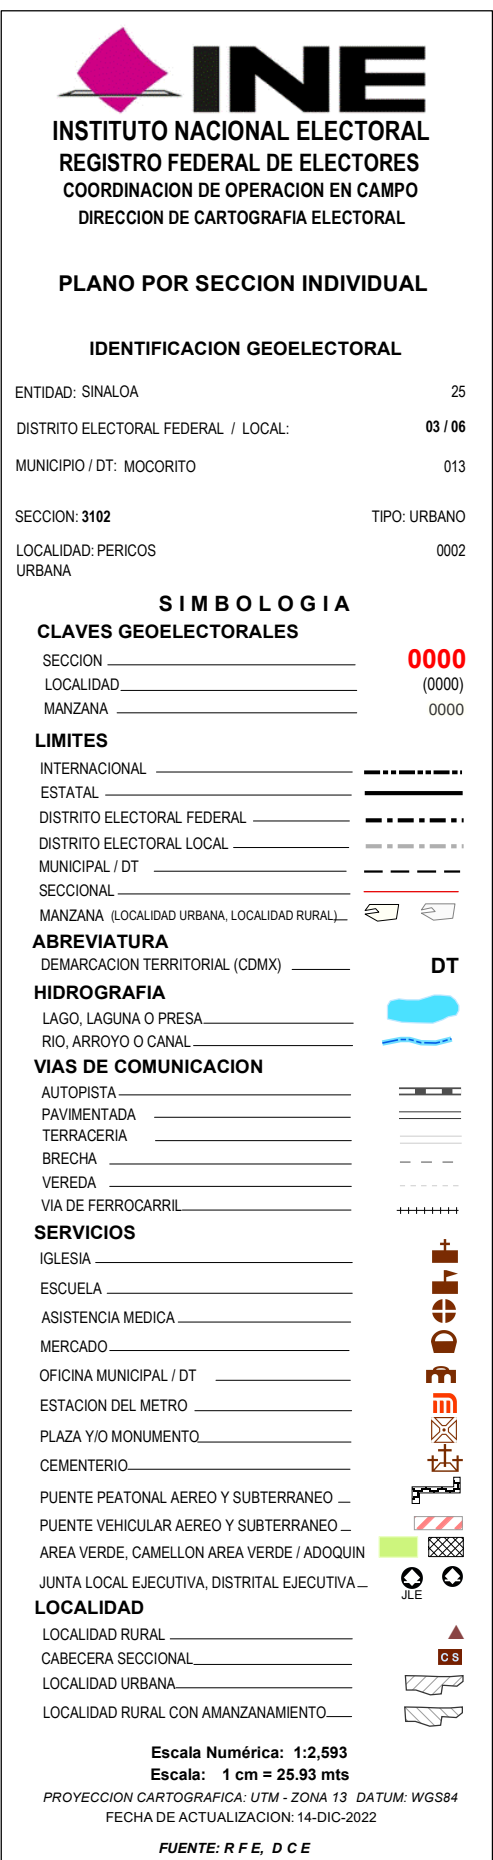 INE
INSTITUTO NACIONAL ELECTORAL
REGISTRO FEDERAL DE ELECTORES
COORDINACION DE OPERACION EN CAMPO
DIRECCION DE CARTOGRAFIA ELECTORAL
PLANO POR SECCION INDIVIDUAL
IDENTIFICACION GEOELECTORAL
ENTIDAD: SINALOA 25
DISTRITO ELECTORAL FEDERAL / LOCAL: 03 / 06
MUNICIPIO / DT: MOCORITO 013
SECCION: 3102 TIPO: URBANO
LOCALIDAD: PERICOS 0002
URBANA
SIMBOLOGIA
CLAVES GEOELECTORALES
SECCION 0000
LOCALIDAD (0000)
MANZANA 0000
LIMITES
INTERNACIONAL
ESTATAL
DISTRITO ELECTORAL FEDERAL
DISTRITO ELECTORAL LOCAL
MUNICIPAL / DT
SECCIONAL
MANZANA (LOCALIDAD URBANA, LOCALIDAD RURAL)
ABREVIATURA
DEMARCACION TERRITORIAL (CDMX) DT
HIDROGRAFIA
LAGO, LAGUNA O PRESA
RIO, ARROYO O CANAL
VIAS DE COMUNICACION
AUTOPISTA
PAVIMENTADA
TERRACERIA
BRECHA
VEREDA
VIA DE FERROCARRIL
SERVICIOS
IGLESIA
ESCUELA
ASISTENCIA MEDICA
MERCADO
OFICINA MUNICIPAL / DT
ESTACION DEL METRO
PLAZA Y/O MONUMENTO
CEMENTERIO
PUENTE PEATONAL AEREO Y SUBTERRANEO
PUENTE VEHICULAR AEREO Y SUBTERRANEO
AREA VERDE, CAMELLON AREA VERDE / ADOQUIN
JUNTA LOCAL EJECUTIVA, DISTRITAL EJECUTIVA
JLE
LOCALIDAD
LOCALIDAD RURAL
CABECERA SECCIONAL C S
LOCALIDAD URBANA
LOCALIDAD RURAL CON AMANZANAMIENTO
Escala Numérica: 1:2,593
Escala: 1 cm = 25.93 mts
PROYECCION CARTOGRAFICA: UTM - ZONA 13 DATUM: WGS84
FECHA DE ACTUALIZACION: 14-DIC-2022
FUENTE: R F E, D C E